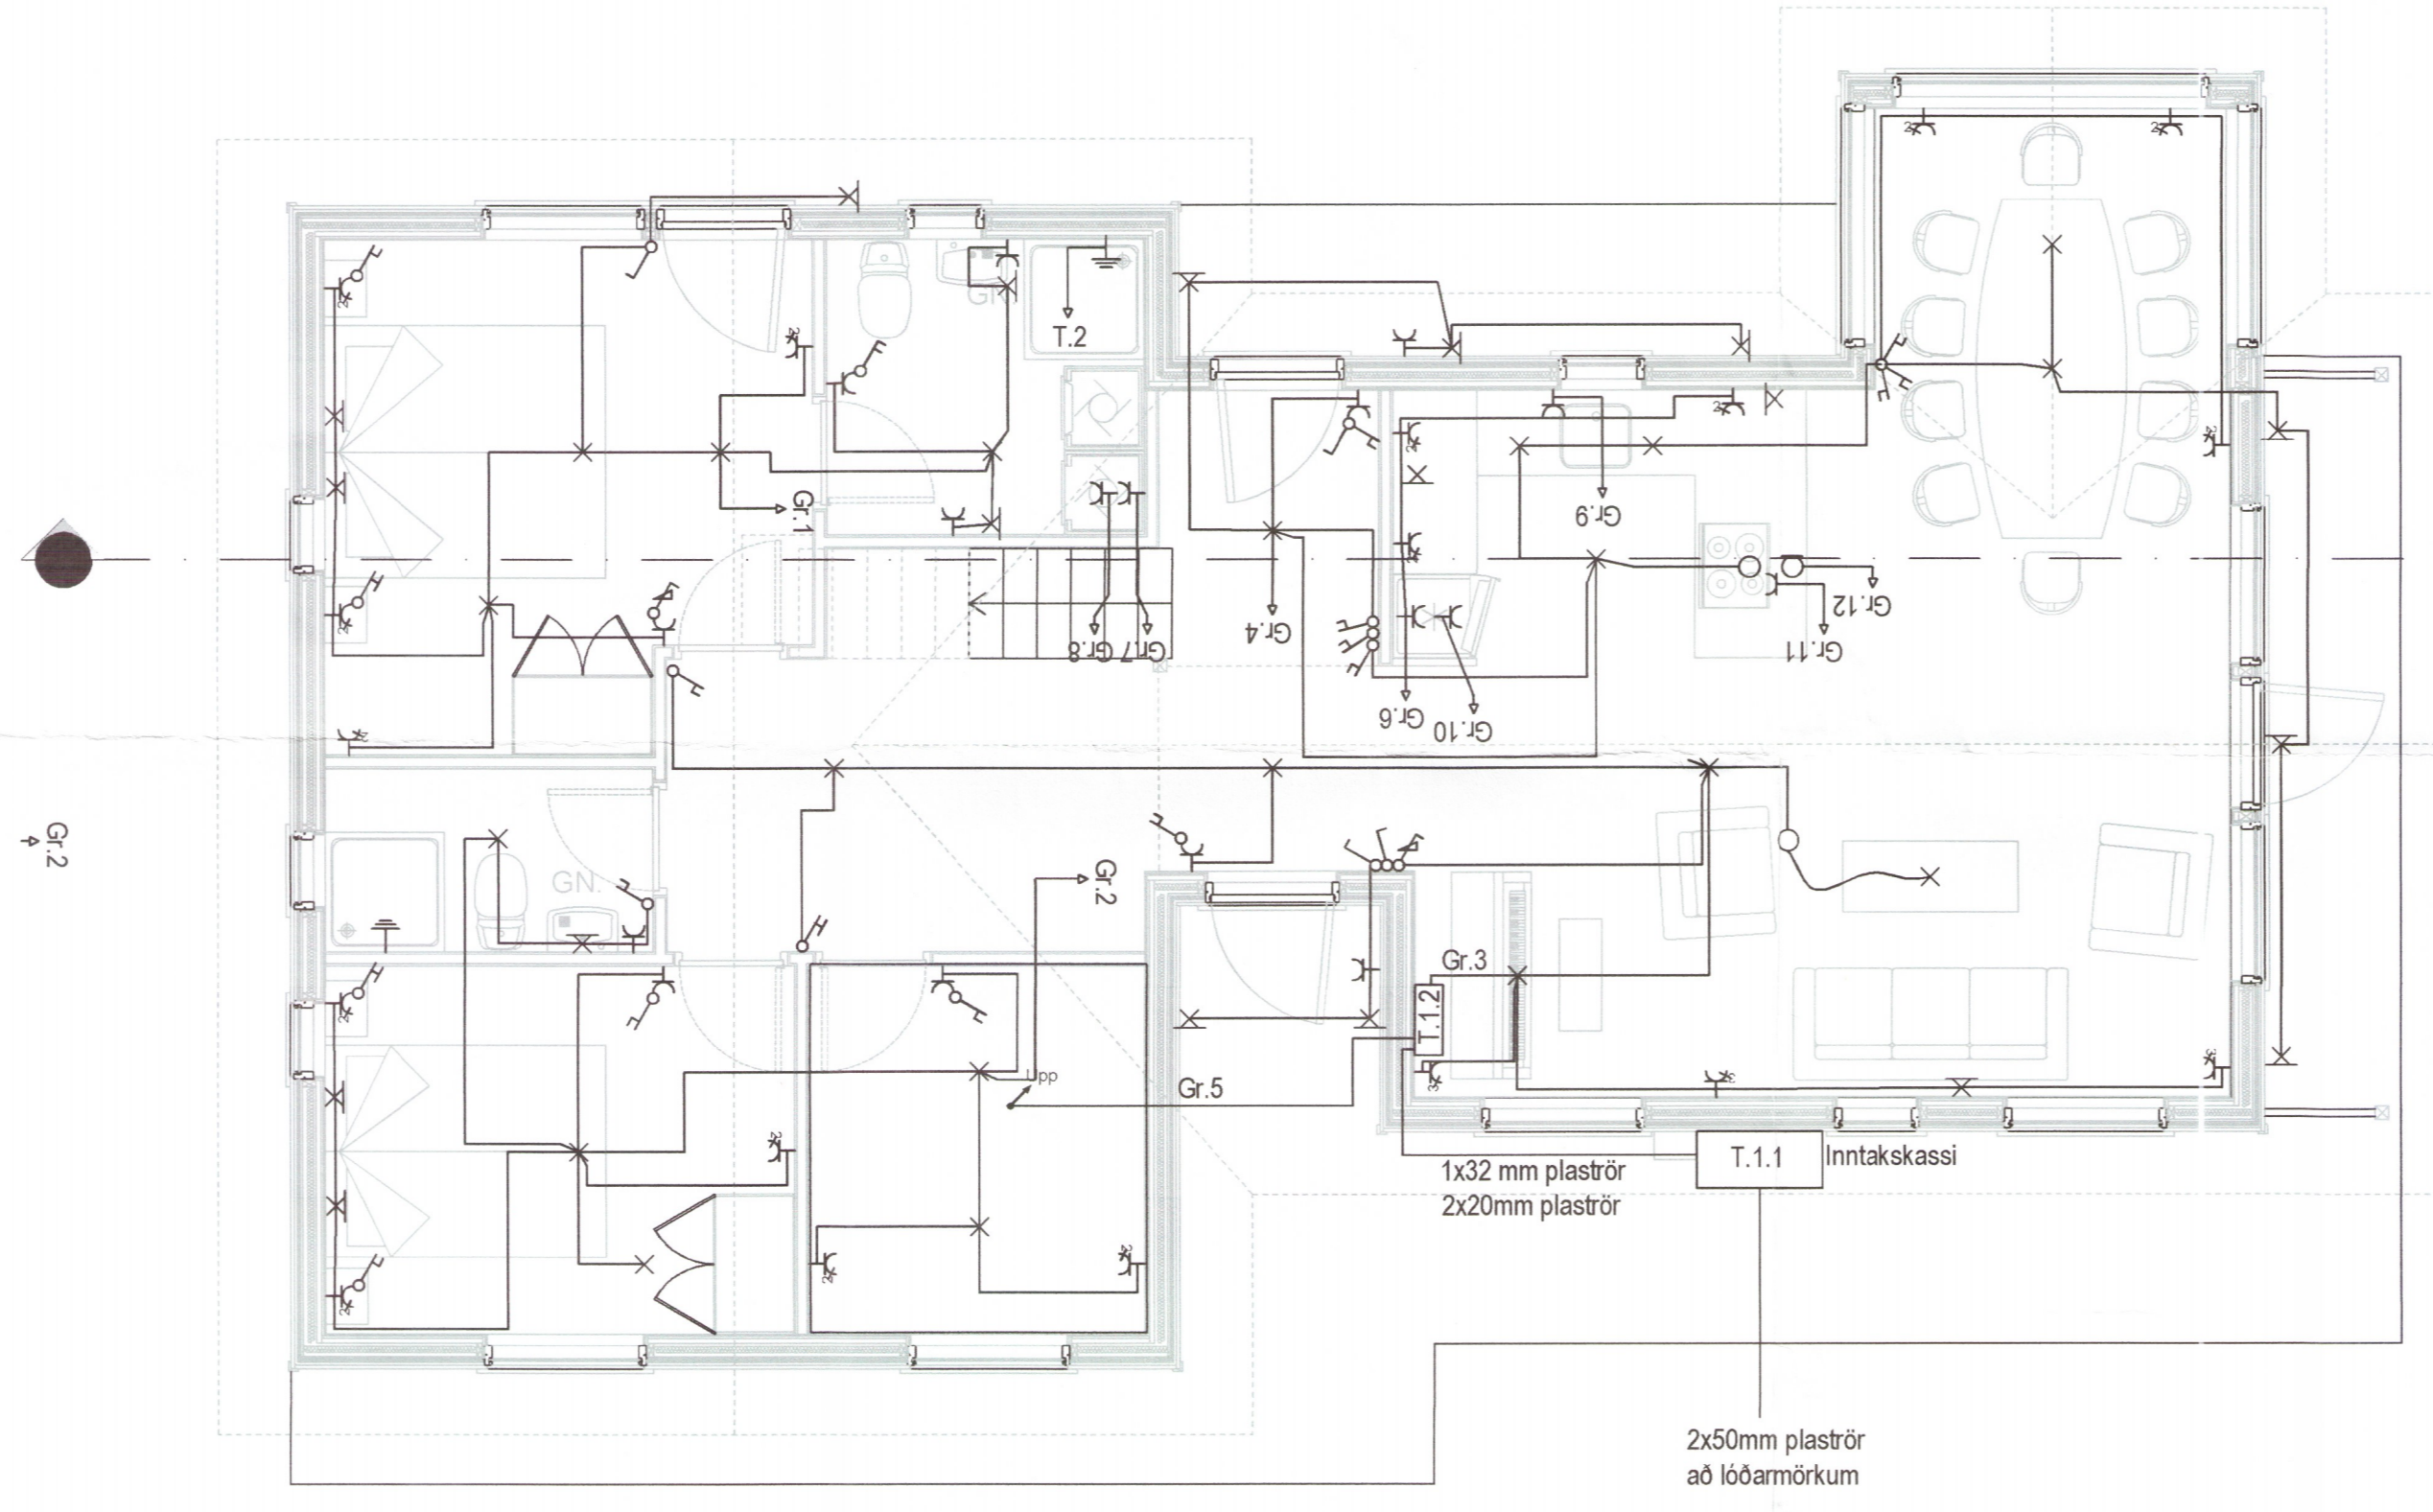 T.2
Gr.1
Gr.9
Gr.12
Gr.11
Gr.4
Gr.8
Gr.7
Gr.6
Gr.10
Gr.2
GN.
Gr.2
Gr.3
T.1.2
Upp
Gr.5
T.1.1
Inntakskassi
1x32 mm plaströr
2x20mm plaströr
2x50mm plaströr
að lóðarmörkum